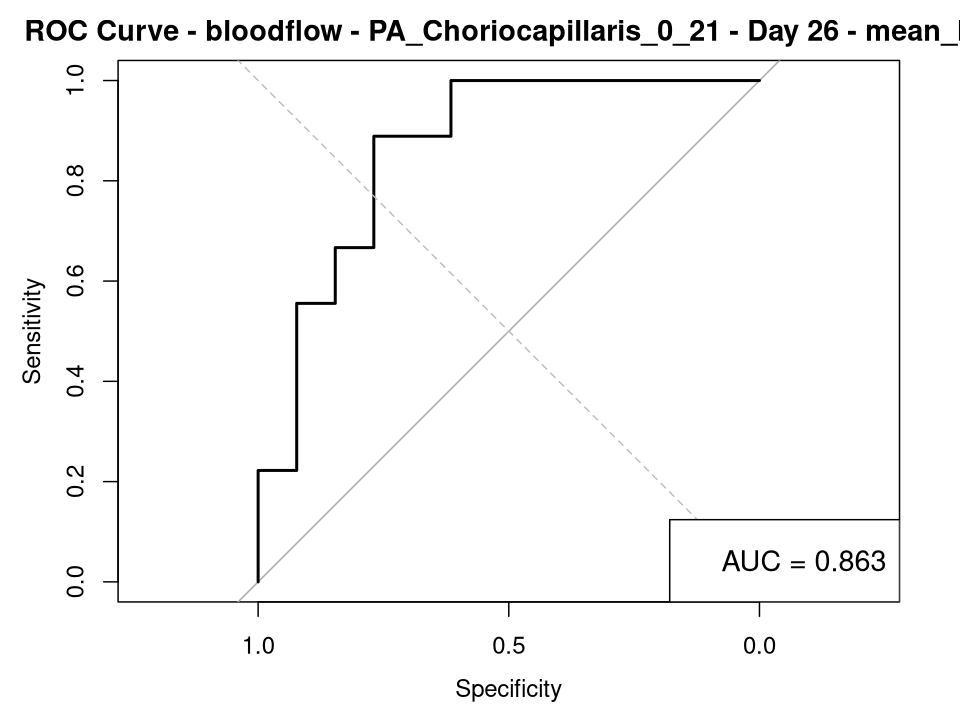 ROC Curve - bloodflow - PA_Choriocapillaris_0_21 - Day 26 - mean_
Sensitivity
1.0
0.8
0.6
0.4
0.2
0.0
AUC = 0.863
1.0 0.5 0.0
Specificity